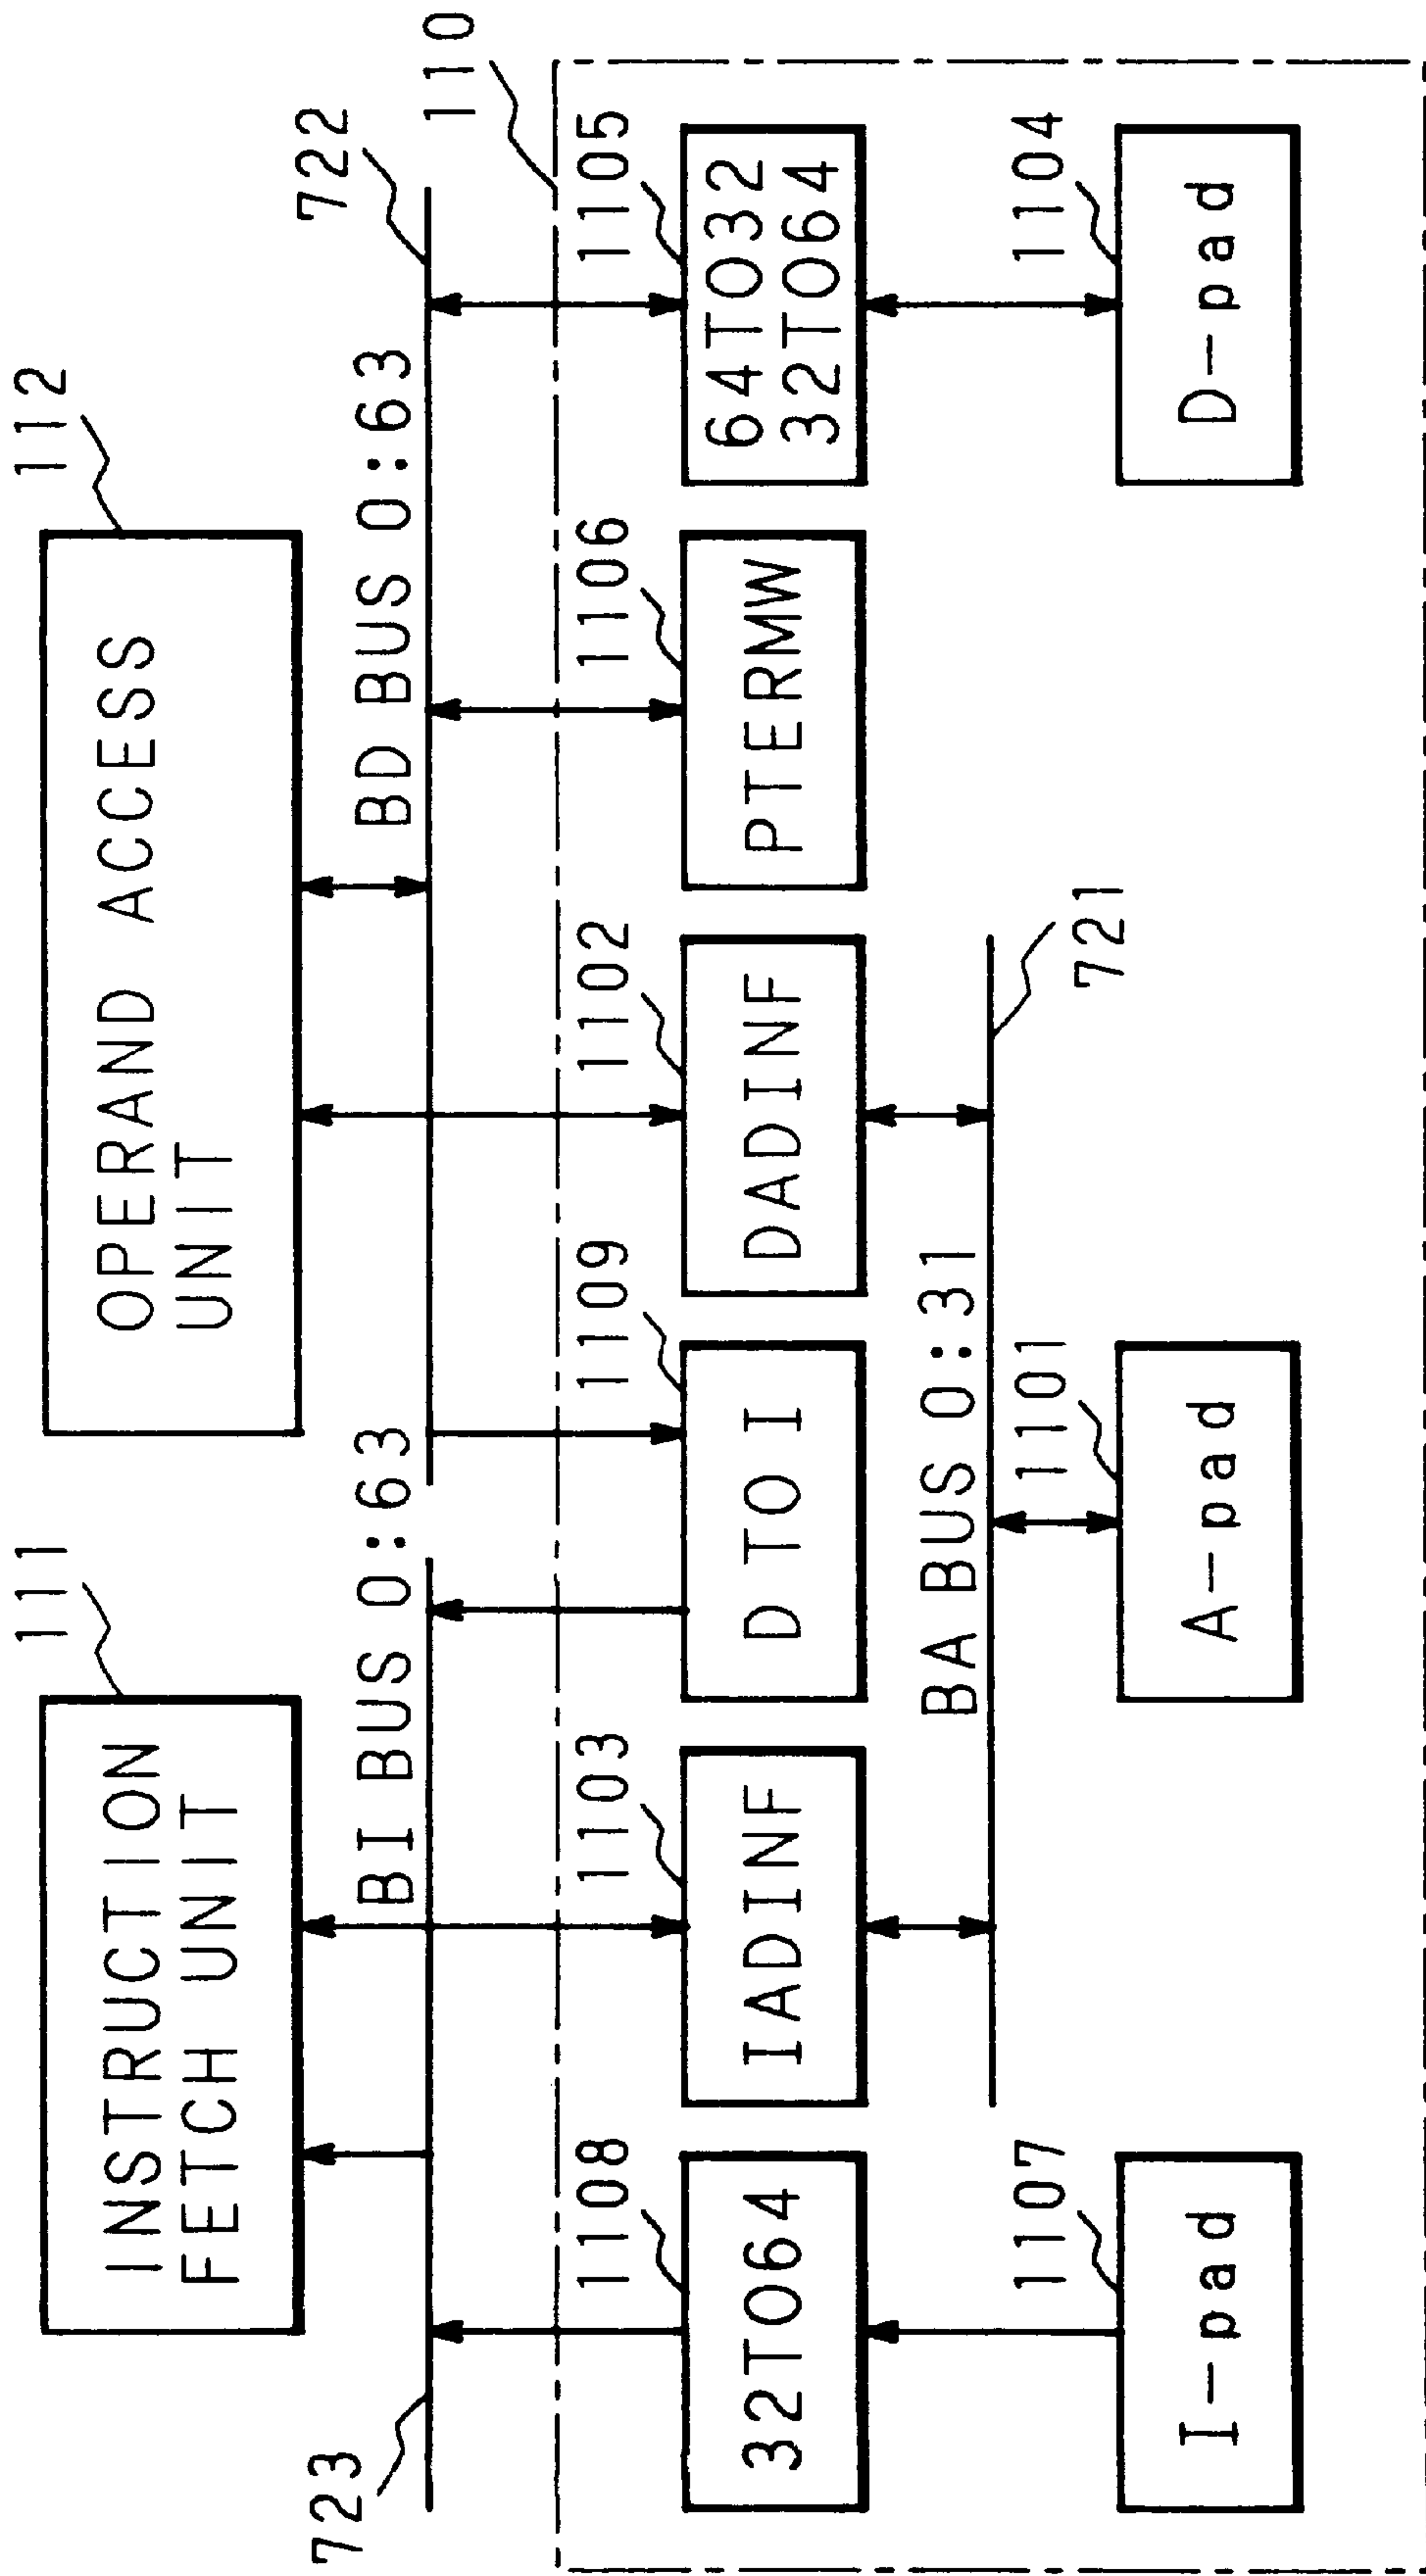 111
112
INSTRUCTION
FETCH UNIT
OPERAND ACCESS
UNIT
723
BI BUS 0:63
BD BUS 0:63
722
110
1108
1103
1109
1102
1106
1105
32TO64
IADINF
D TO I
DADINF
PTERMW
64TO32
32TO64
BA BUS 0:31
721
1107
1101
1104
I-pad
A-pad
D-pad